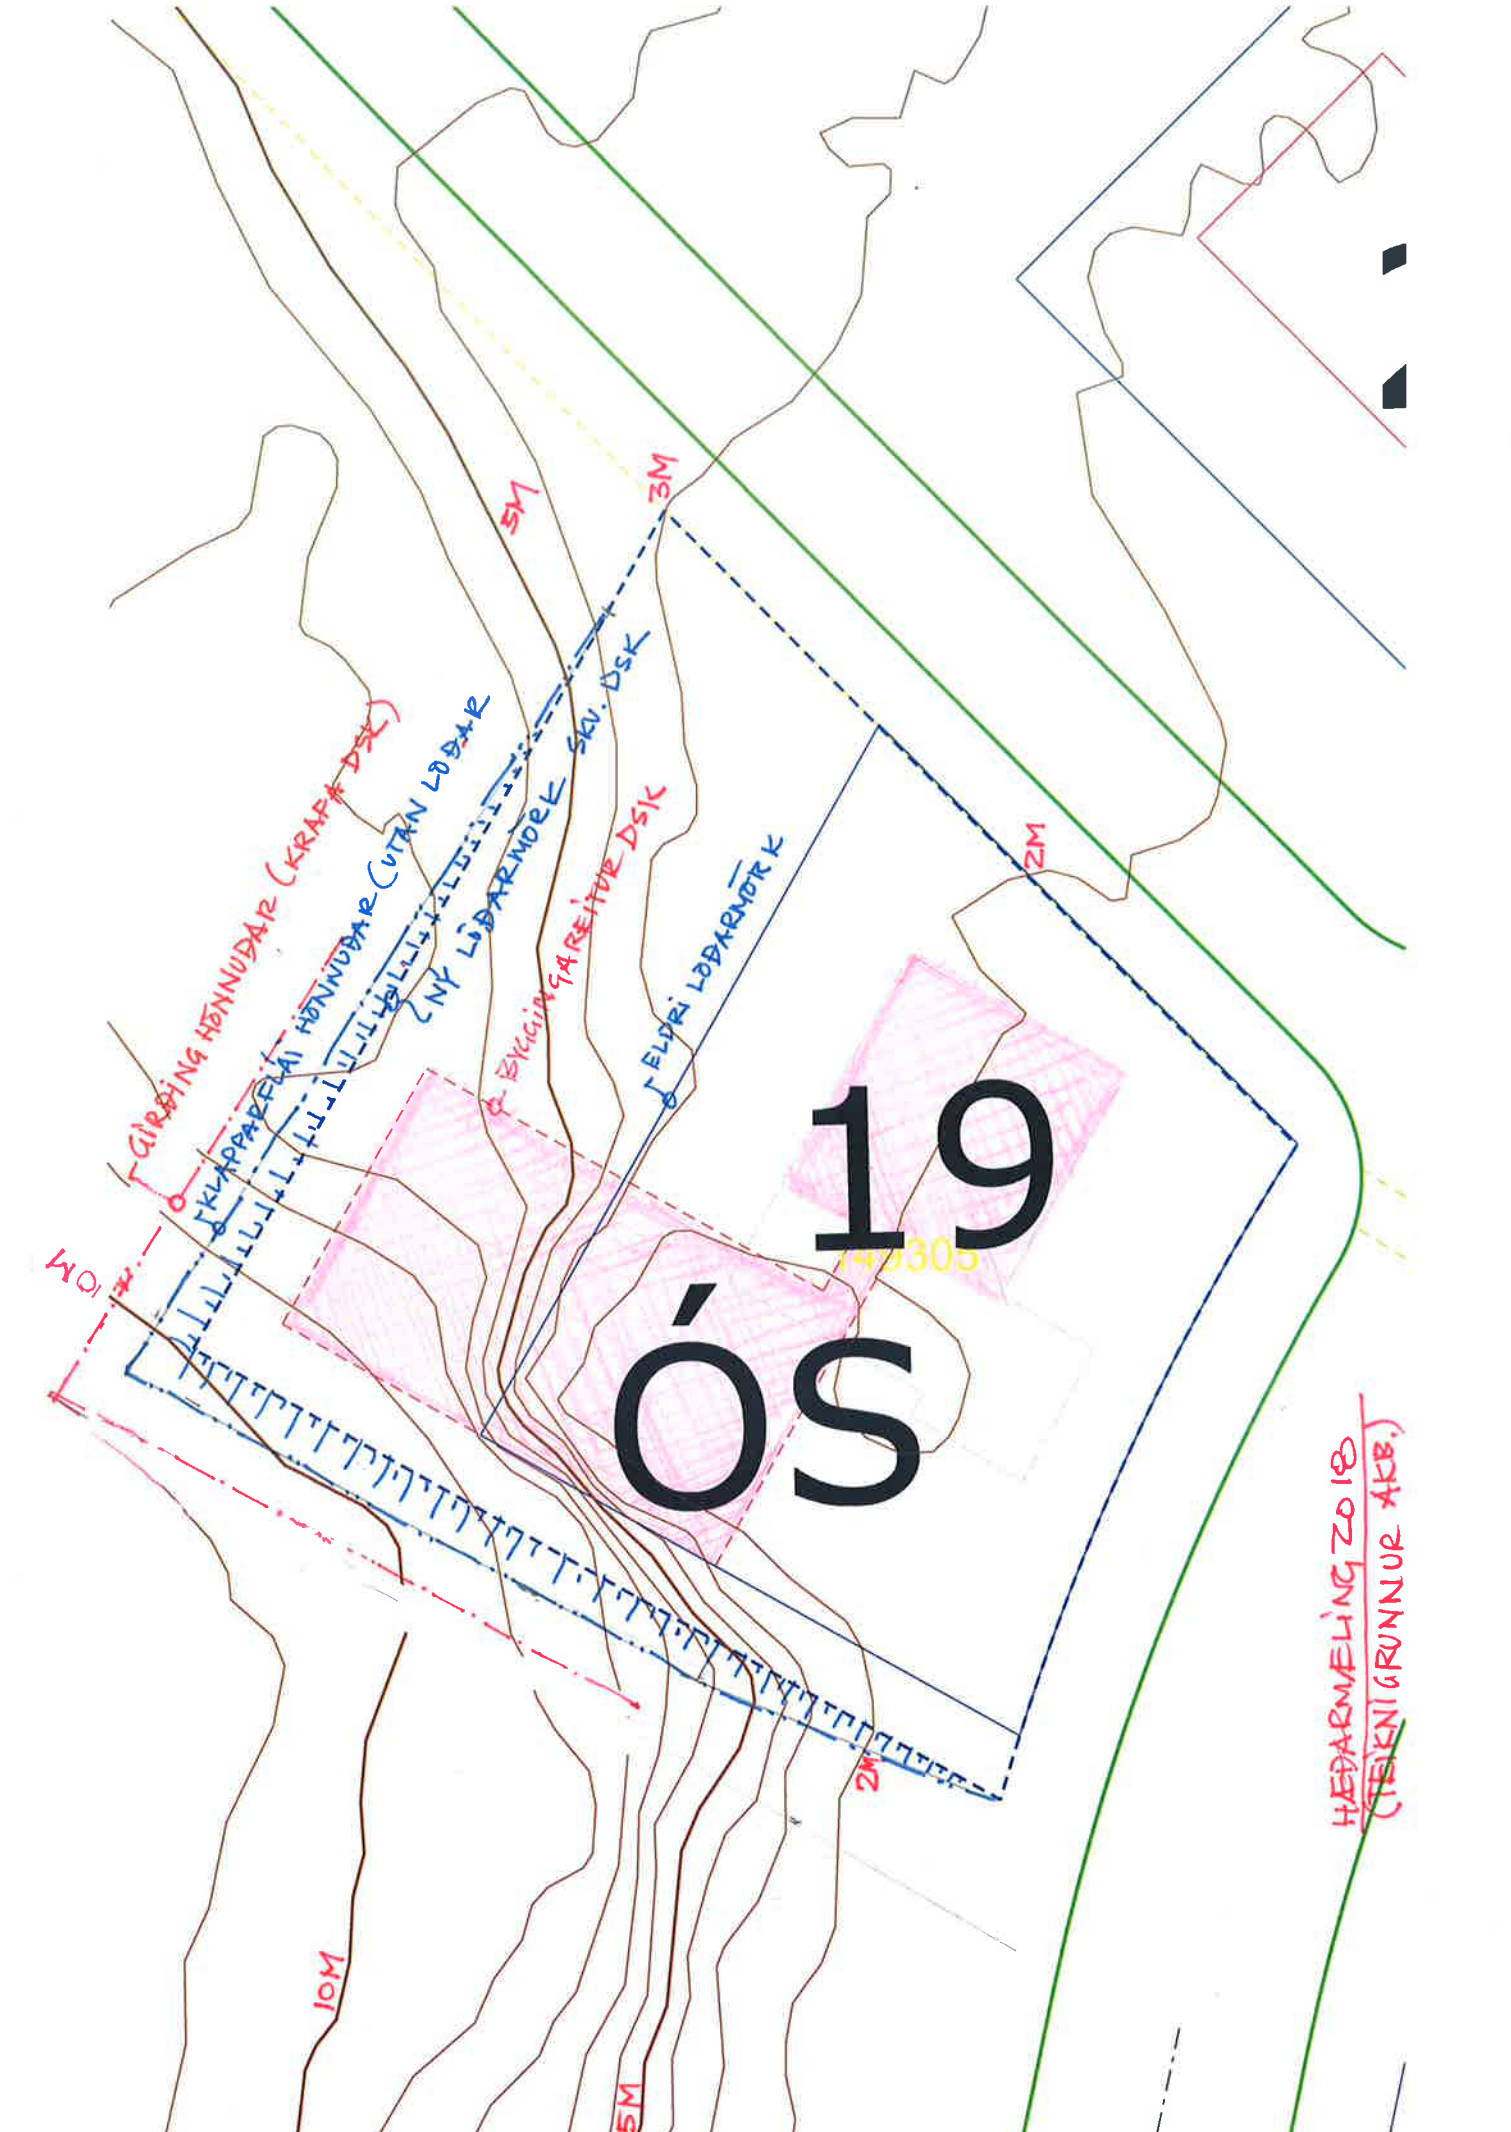 3M
5M
2M
GIRÐING HÖNNUÐAR (KRAFA DSK)
KLAPPARFLÁI HÖNNUÐAR (UTAN LÓÐAR
NÝ LÓÐARMÖRK SKV. DSK
BYGGINGAREITUR DSK
ELDRI LÓÐARMÖRK
19
149305
ÓS
10M
2M
10M
5M
HÆÐARMÆLING 2018
(TEIKNIGRUNNUR AKB.)